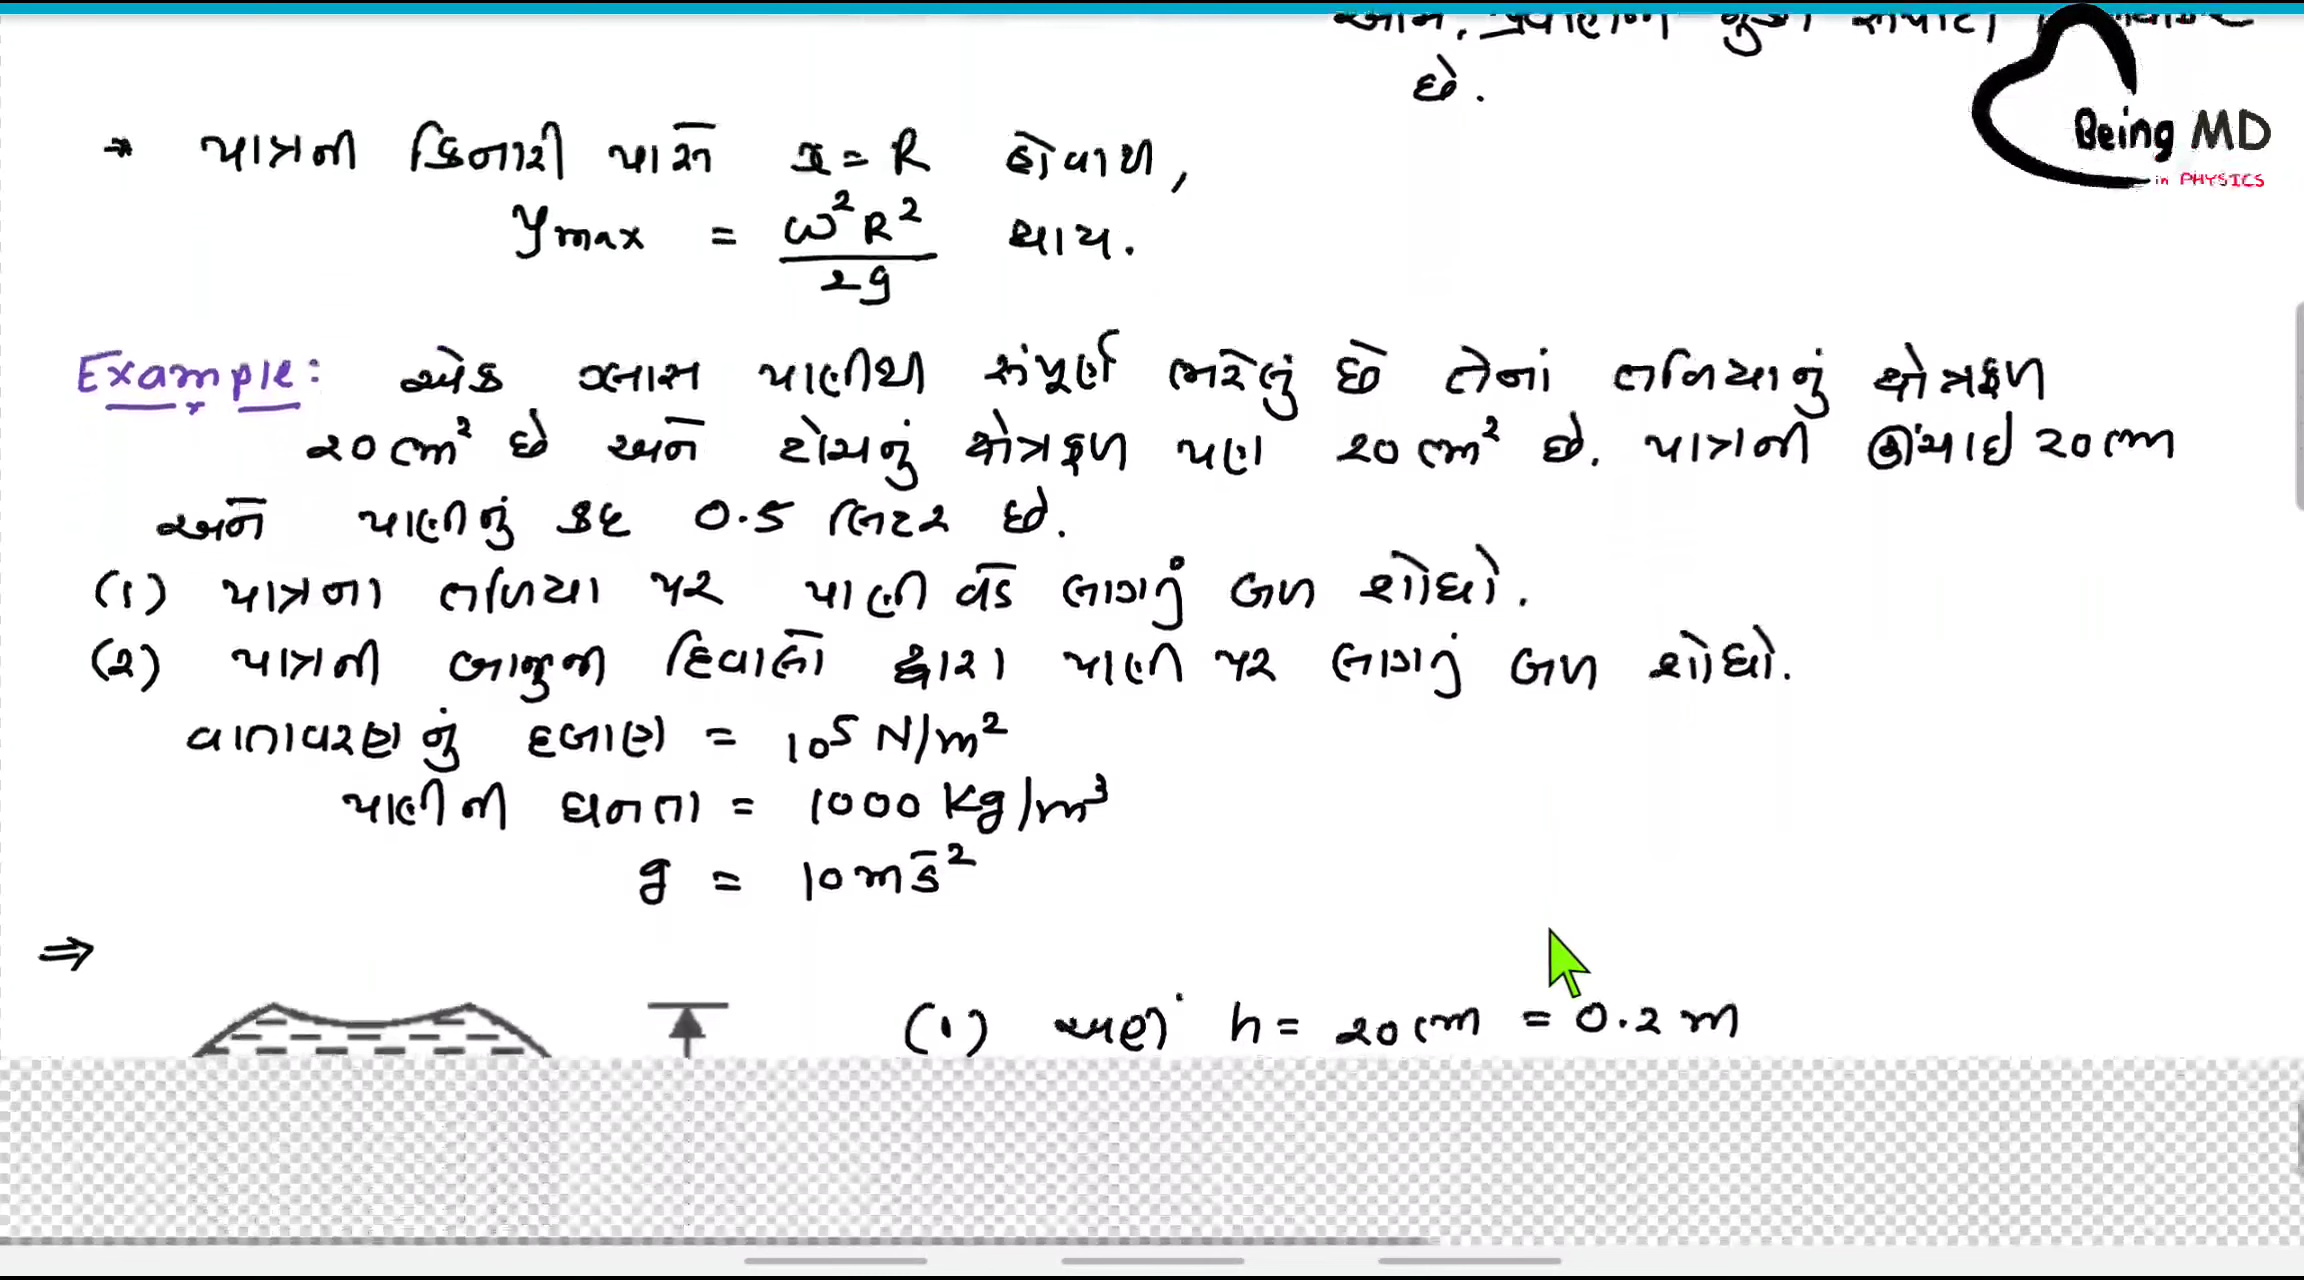 છે.
Being MD
in PHYSICS
→ પાત્રની કિનારી પાસે x = R હોવાથી,
ymax = ω²R²/2g થાય.
Example: એક ગ્લાસ પાણીથી સંપૂર્ણ ભરેલું છે તેનાં તળિયાનું ક્ષેત્રફળ
20 cm² છે અને ટોચનું ક્ષેત્રફળ પણ 20 cm² છે. પાત્રની ઊંચાઇ 20 cm
અને પાણીનું કદ 0.5 લિટર છે.
(1) પાત્રના તળિયા પર પાણી વડે લાગતું બળ શોધો.
(2) પાત્રની બાજુની દિવાલો દ્વારા પાણી પર લાગતું બળ શોધો.
વાતાવરણનું દબાણ = 10⁵ N/m²
પાણીની ઘનતા = 1000 Kg/m³
g = 10 ms⁻²
⇒
(1) અહીં h = 20 cm = 0.2 m